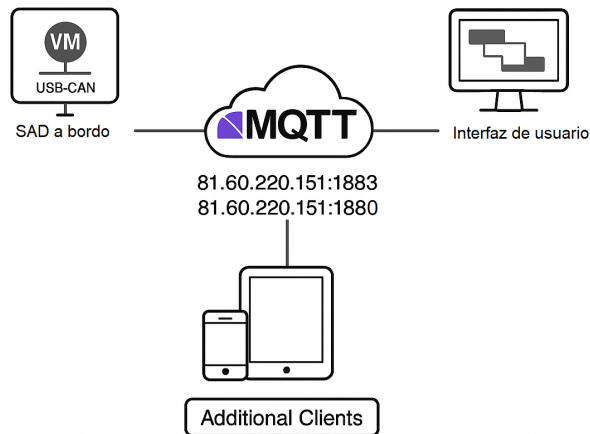 VM
USB-CAN
SAD a bordo
MQTT
Interfaz de usuario
81.60.220.151:1883
81.60.220.151:1880
Additional Clients